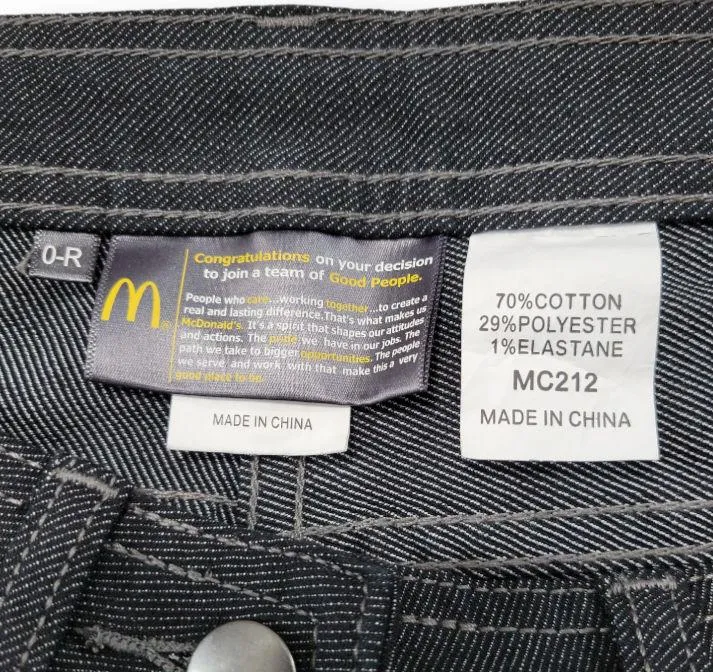 0-R
Congratulations on your decision
to join a team of Good People.
People who care...working together...to create a
real and lasting difference.That's what makes us
McDonald's. It's a spirit that shapes our attitudes
and actions. The pride we have in our jobs. The
path we take to bigger opportunities. The people
we serve and work with that make this a very
good place to be.
M®
MADE IN CHINA
70%COTTON
29%POLYESTER
1%ELASTANE
MC212
MADE IN CHINA